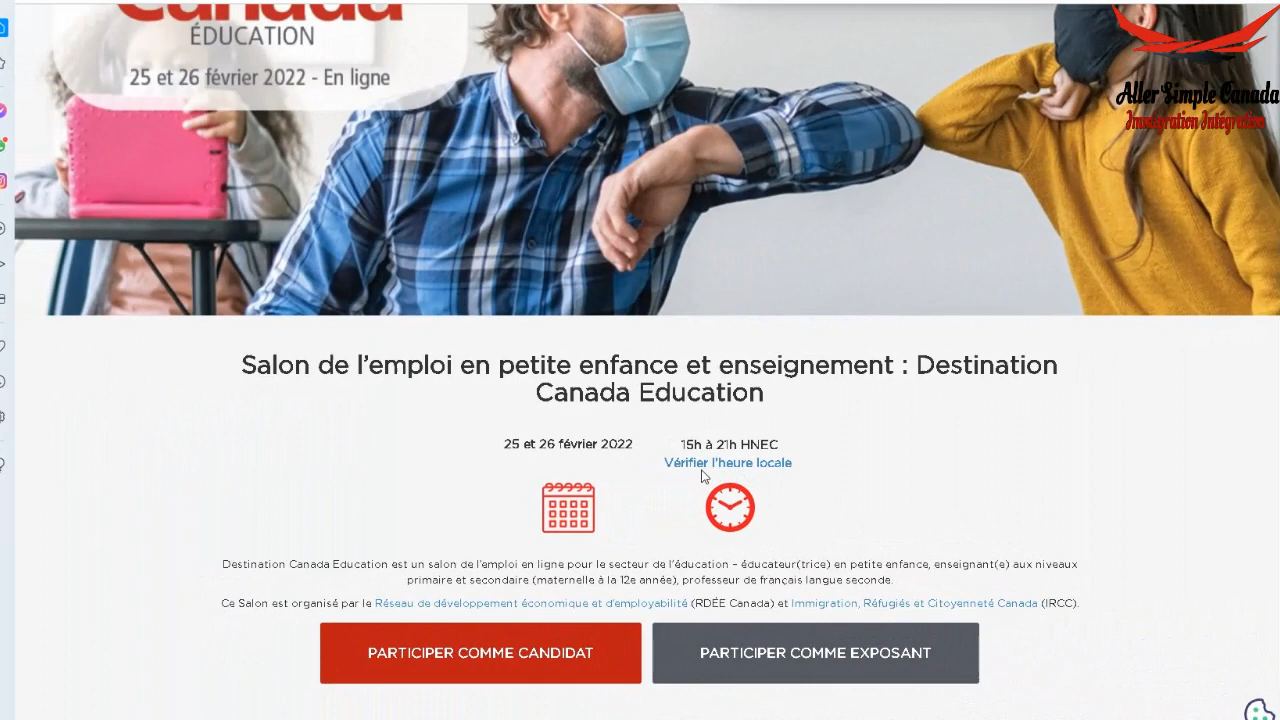 Canada
ÉDUCATION
25 et 26 février 2022 - En ligne
Aller Simple Canada
Immigration Intégration
Salon de l'emploi en petite enfance et enseignement : Destination
Canada Education
25 et 26 février 2022
15h à 21h HNEC
Vérifier l'heure locale
Destination Canada Education est un salon de l'emploi en ligne pour le secteur de l'éducation – éducateur(trice) en petite enfance, enseignant(e) aux niveaux
primaire et secondaire (maternelle à la 12e année), professeur de français langue seconde.
Ce Salon est organisé par le Réseau de développement économique et d'employabilité (RDÉE Canada) et Immigration, Réfugiés et Citoyenneté Canada (IRCC).
PARTICIPER COMME CANDIDAT
PARTICIPER COMME EXPOSANT